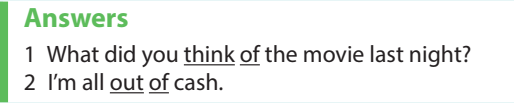 Answers
1 What did you think of the movie last night?
2 I'm all out of cash.